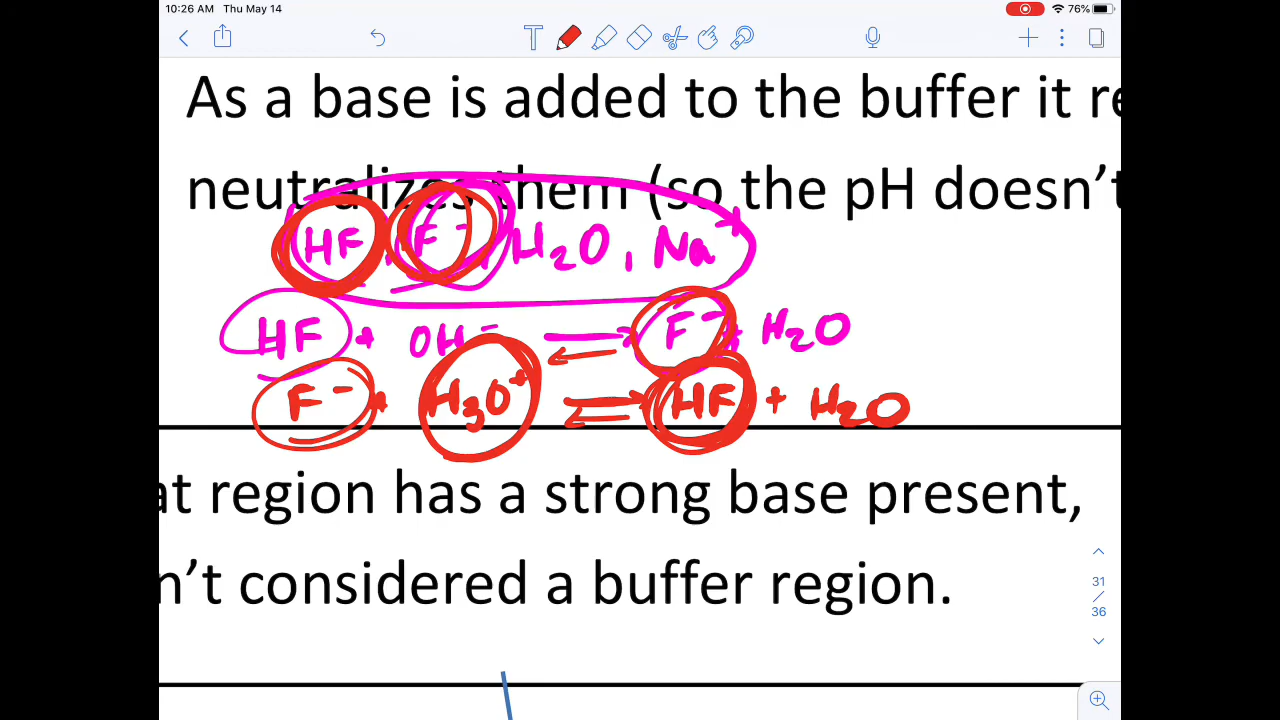 10:26 AM Thu May 14
76%
As a base is added to the buffer it re
neutralizes them (so the pH doesn't
HF, F⁻, H₂O, Na⁺
HF + OH⁻ ⇌ F⁻ + H₂O
F⁻ + H₃O⁺ ⇌ HF + H₂O
at region has a strong base present,
n't considered a buffer region.
31
/
36